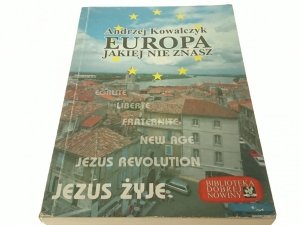 Andrzej Kowalczyk
EUROPA
JAKIEJ NIE ZNASZ
EGALITE
LIBERTE
FRATERNITE
NEW AGE
JEZUS REVOLUTION
JEZUS ŻYJE
BIBLIOTEKA
DOBREJ
NOWINY